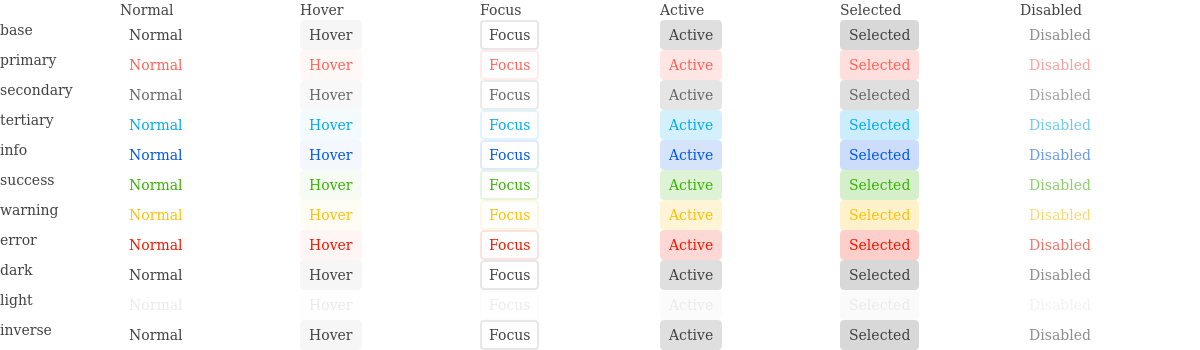 Normal Hover Focus Active Selected Disabled
base Normal Hover Focus Active Selected Disabled
primary Normal Hover Focus Active Selected Disabled
secondary Normal Hover Focus Active Selected Disabled
tertiary Normal Hover Focus Active Selected Disabled
info Normal Hover Focus Active Selected Disabled
success Normal Hover Focus Active Selected Disabled
warning Normal Hover Focus Active Selected Disabled
error Normal Hover Focus Active Selected Disabled
dark Normal Hover Focus Active Selected Disabled
light Normal Hover Focus Active Selected Disabled
inverse Normal Hover Focus Active Selected Disabled